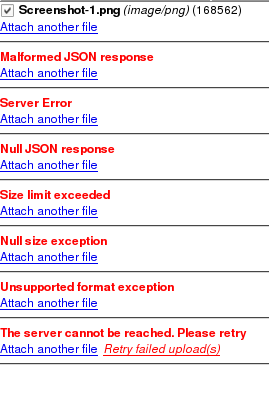 Screenshot-1.png (image/png) (168562)
Attach another file
Malformed JSON response
Attach another file
Server Error
Attach another file
Null JSON response
Attach another file
Size limit exceeded
Attach another file
Null size exception
Attach another file
Unsupported format exception
Attach another file
The server cannot be reached. Please retry
Attach another file Retry failed upload(s)